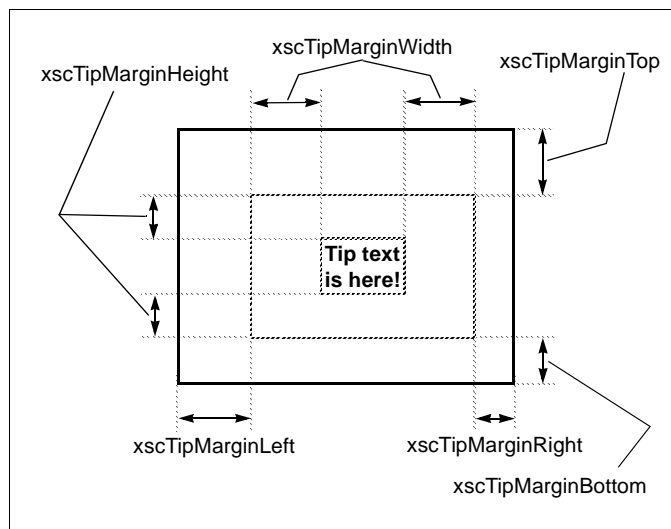 xscTipMarginWidth
xscTipMarginHeight
xscTipMarginTop
Tip text
is here!
xscTipMarginLeft
xscTipMarginRight
xscTipMarginBottom